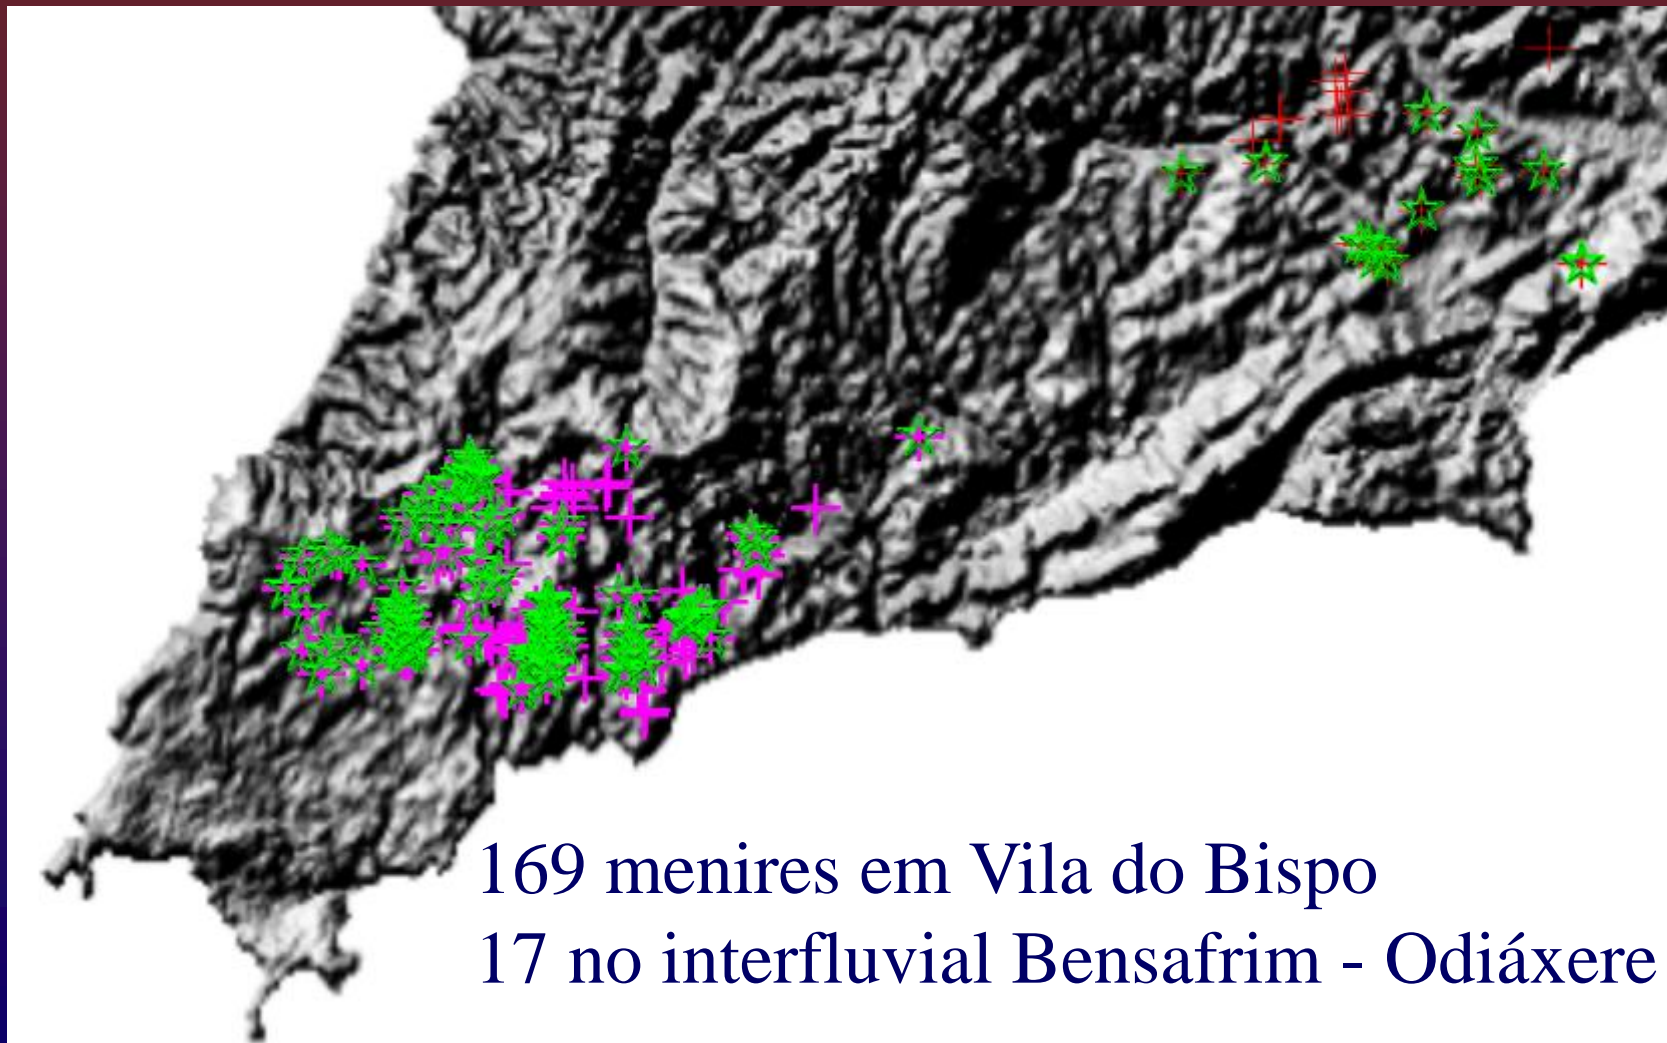 169 menires em Vila do Bispo
17 no interfluvial Bensafrim - Odiáxere